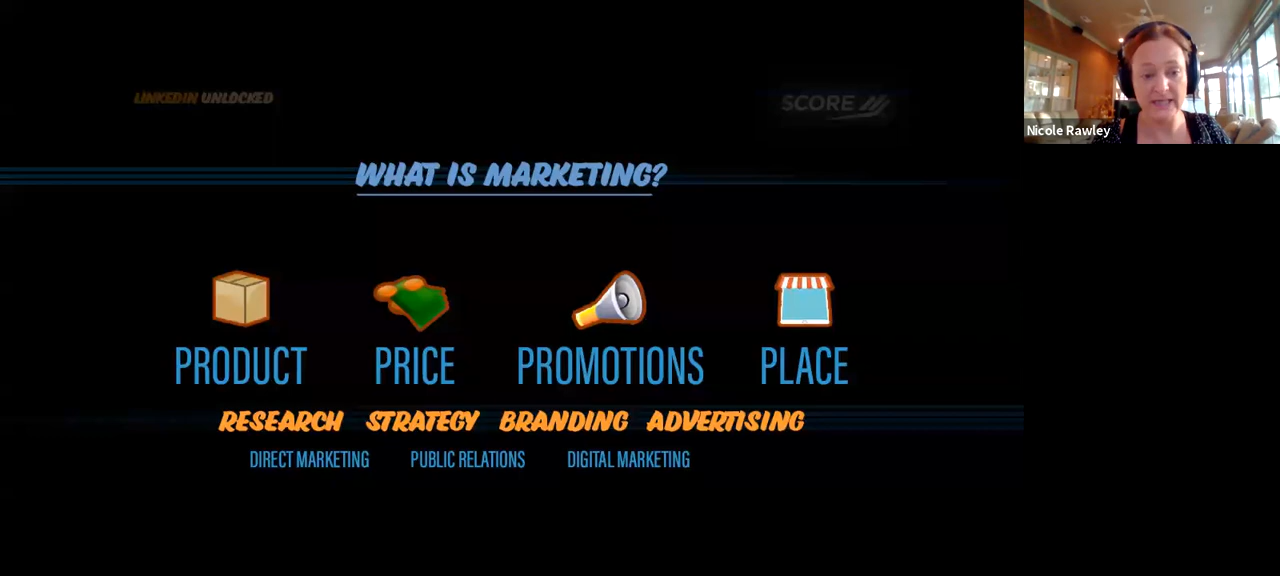 LINKEDIN UNLOCKED
SCORE
WHAT IS MARKETING?
PRODUCT PRICE PROMOTIONS PLACE
RESEARCH STRATEGY BRANDING ADVERTISING
DIRECT MARKETING PUBLIC RELATIONS DIGITAL MARKETING
Nicole Rawley